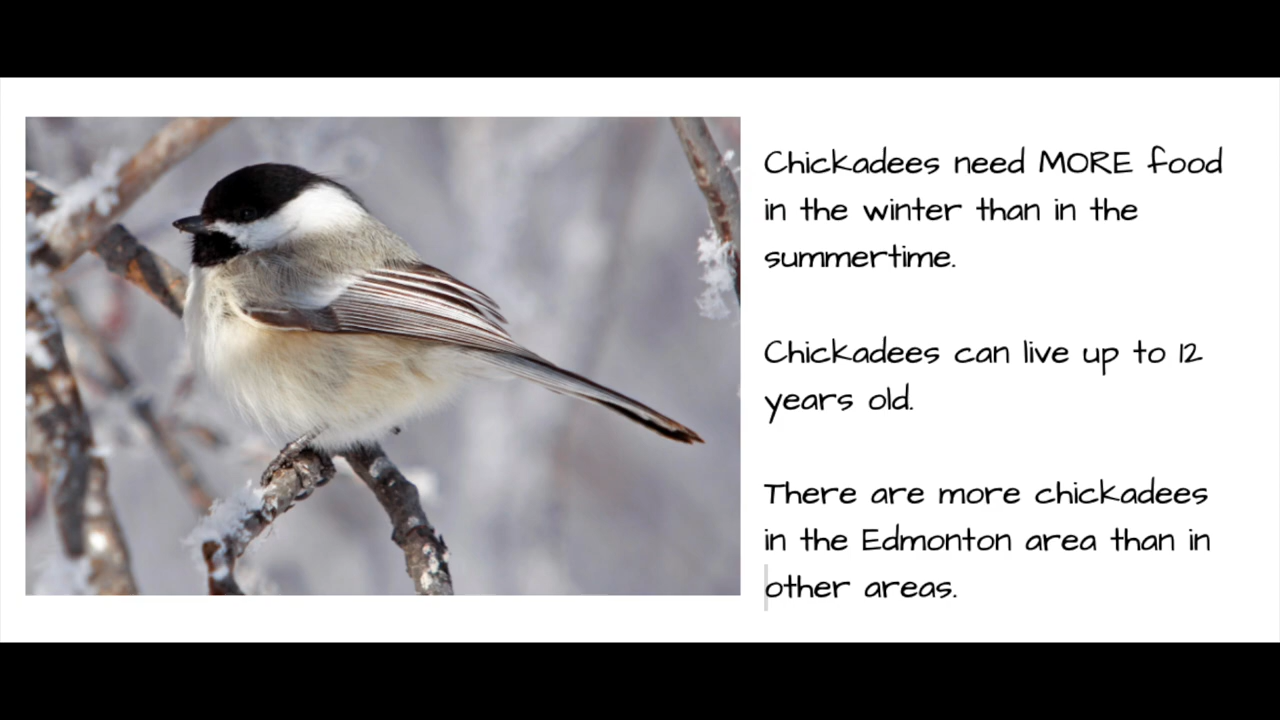 Chickadees need MORE food
in the winter than in the
summertime.
Chickadees can live up to 12
years old.
There are more chickadees
in the Edmonton area than in
other areas.